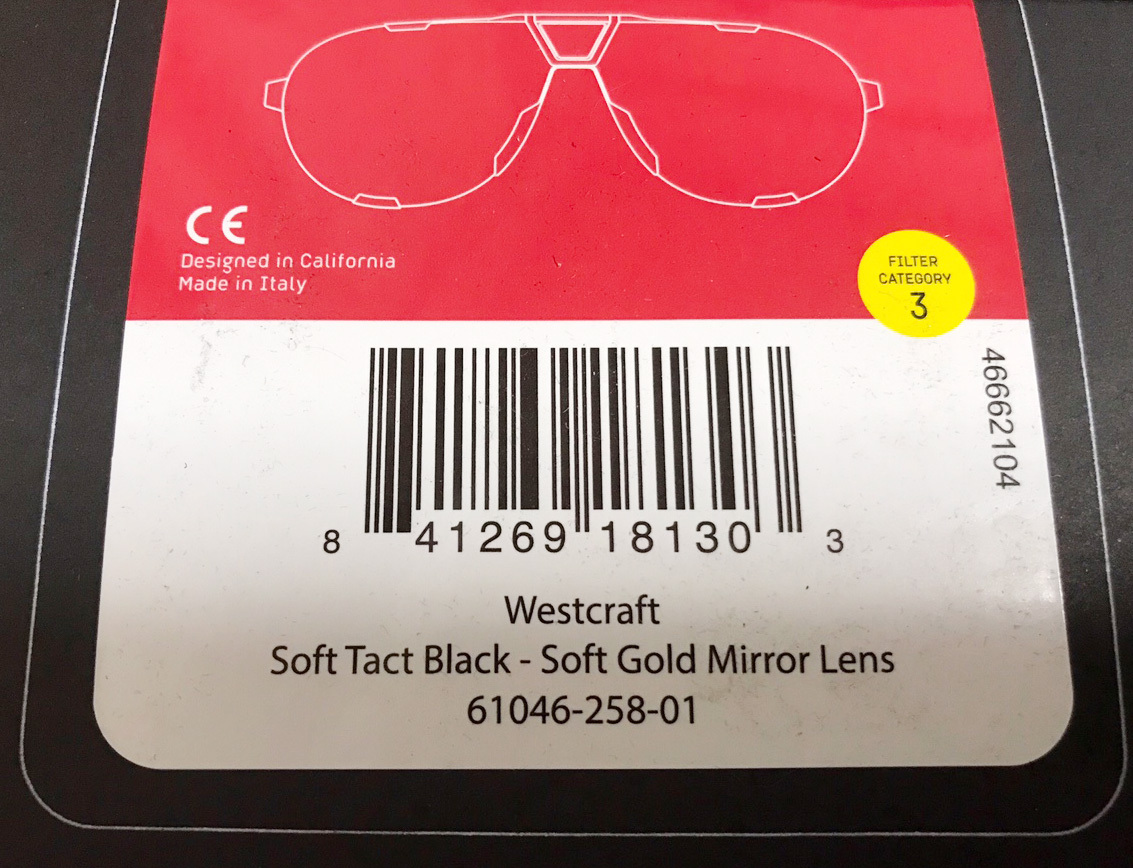 CE
Designed in California
Made in Italy
FILTER
CATEGORY
3
46662104
8 41269 18130 3
Westcraft
Soft Tact Black - Soft Gold Mirror Lens
61046-258-01